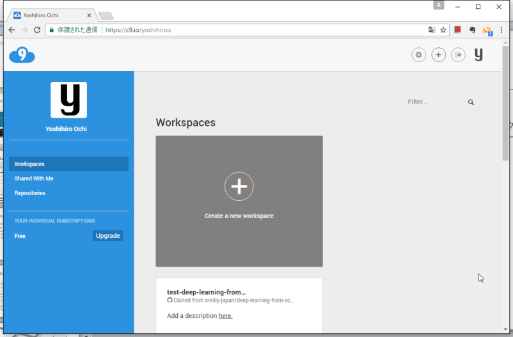 Yoshihiro Ochi
保護された通信 | https://c9.io/yoshihiroo
9
y
y
Filter...
Yoshihiro Ochi
Workspaces
Workspaces
Shared With Me
Repositories
Create a new workspace
YOUR INDIVIDUAL SUBSCRIPTIONS
Free
Upgrade
test-deep-learning-from...
Cloned from oreilly-japan/deep-learning-from-sc...
Add a description here.